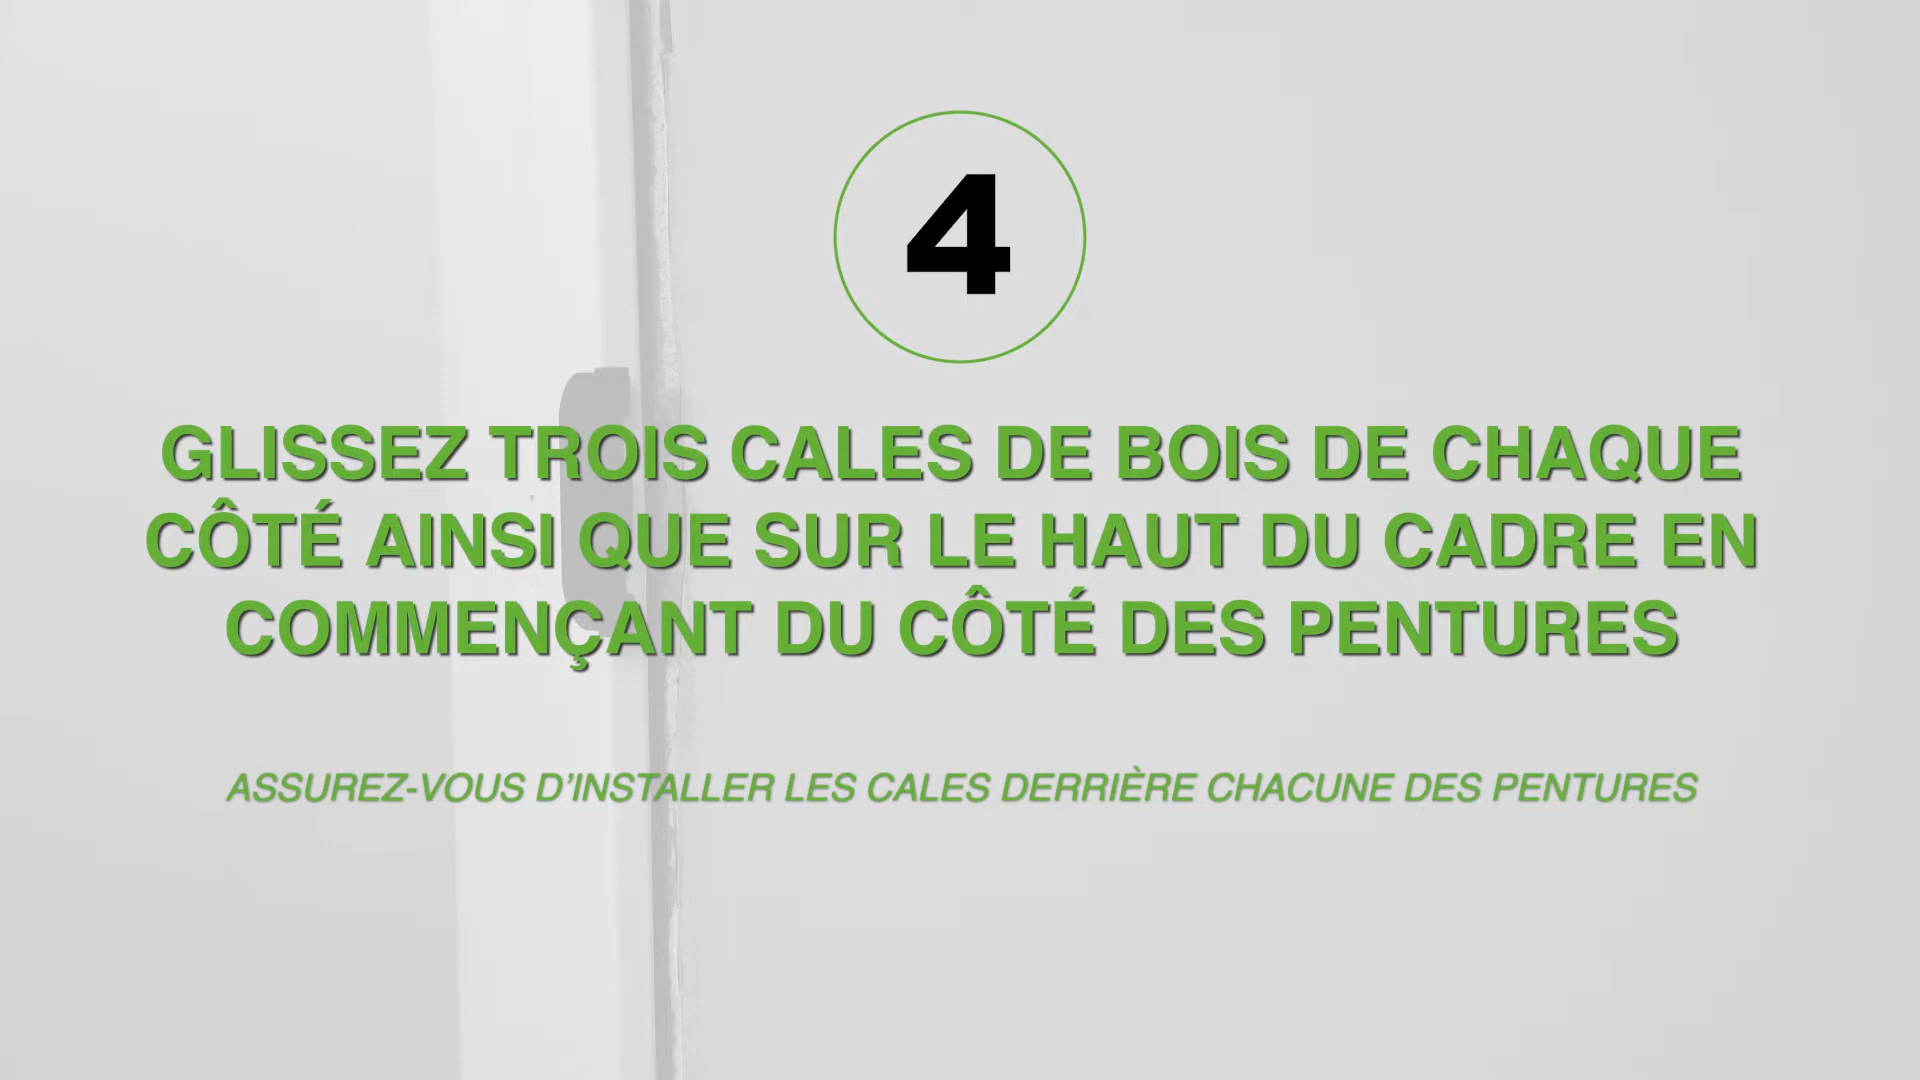 4
GLISSEZ TROIS CALES DE BOIS DE CHAQUE
CÔTÉ AINSI QUE SUR LE HAUT DU CADRE EN
COMMENÇANT DU CÔTÉ DES PENTURES
ASSUREZ-VOUS D’INSTALLER LES CALES DERRIÈRE CHACUNE DES PENTURES